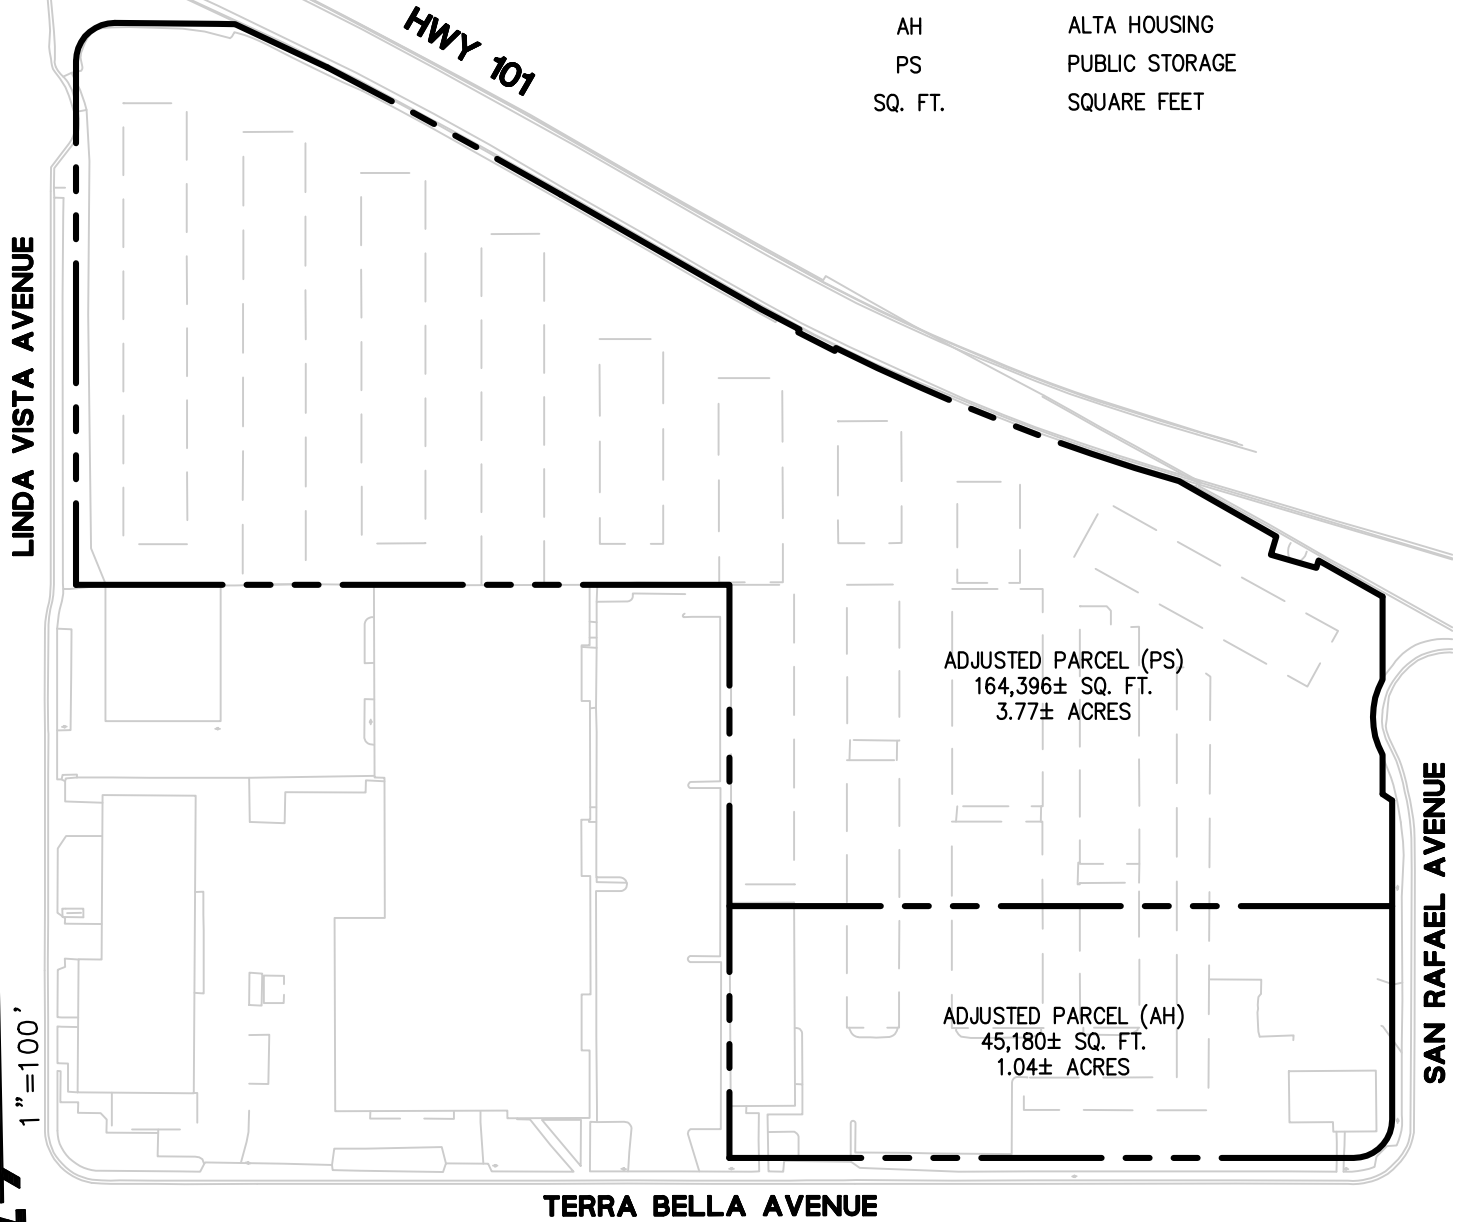 AH ALTA HOUSING
PS PUBLIC STORAGE
SQ. FT. SQUARE FEET
HWY 101
LINDA VISTA AVENUE
ADJUSTED PARCEL (PS)
164,396± SQ. FT.
3.77± ACRES
SAN RAFAEL AVENUE
ADJUSTED PARCEL (AH)
45,180± SQ. FT.
1.04± ACRES
1"=100'
TERRA BELLA AVENUE